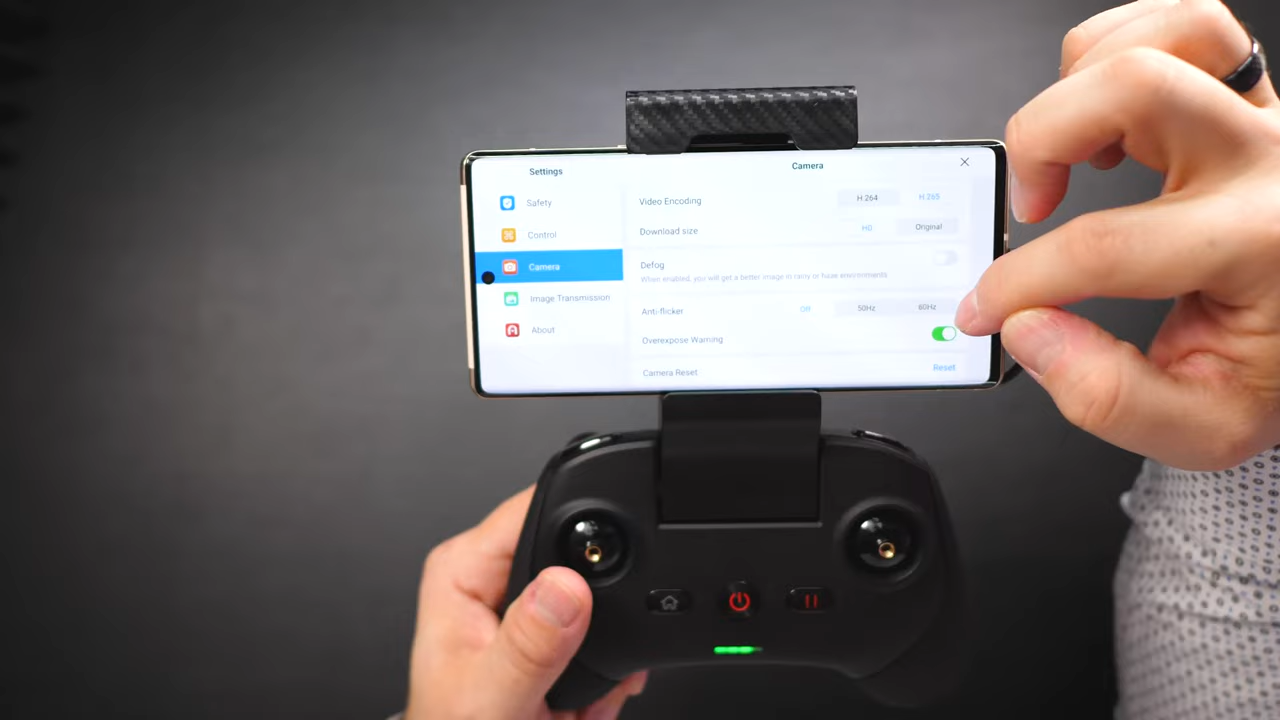 Settings
Camera
Safety
Control
Camera
Image Transmission
About
Video Encoding H.264 H.265
Download size HD Original
Defog
When enabled, you will get a better image in rainy or haze environments
Anti-flicker Off 50Hz 60Hz
Overexpose Warning
Camera Reset Reset